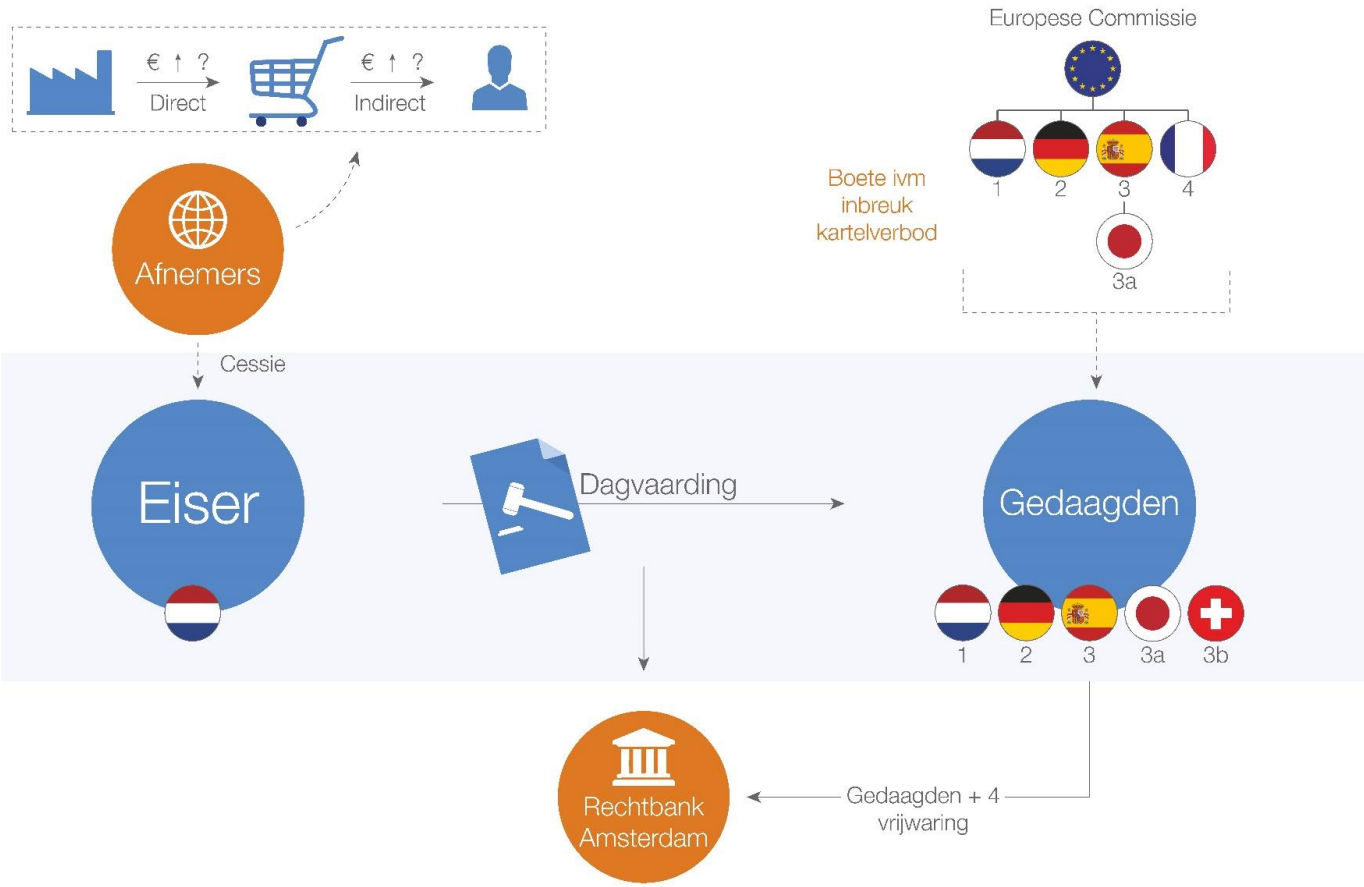 Europese Commissie
€ ↑ ?
Direct
€ ↑ ?
Indirect
1
2
3
4
Boete ivm
inbreuk
kartelverbod
3a
Afnemers
Cessie
Eiser
Dagvaarding
Gedaagden
1
2
3
3a
3b
Rechtbank
Amsterdam
Gedaagden + 4
vrijwaring